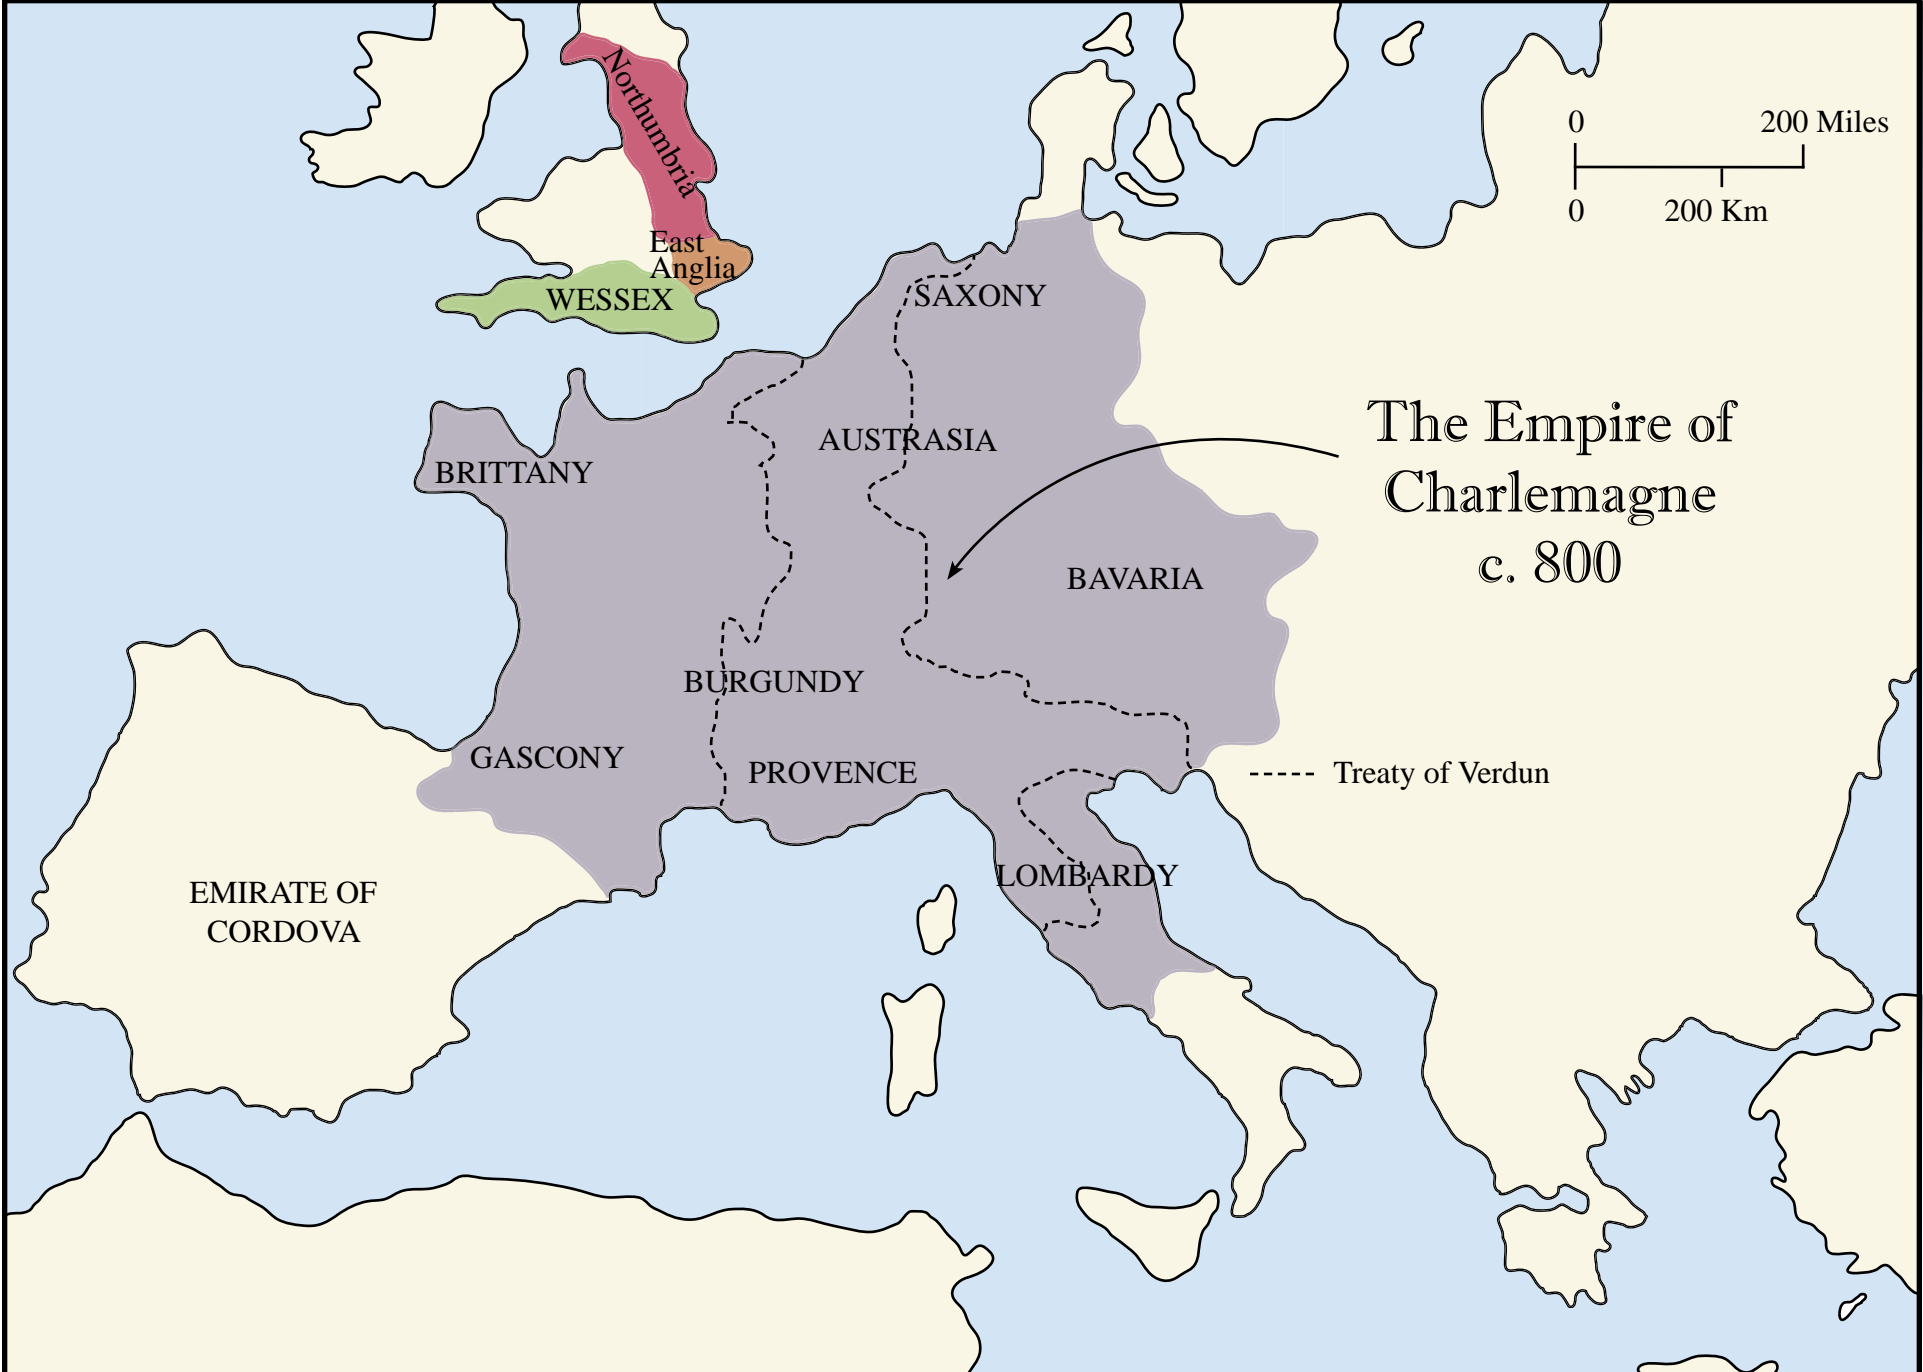 Northumbria
East
Anglia
WESSEX
0
200 Miles
0
200 Km
SAXONY
BRITTANY
AUSTRASIA
The Empire of
Charlemagne
c. 800
BAVARIA
BURGUNDY
GASCONY
PROVENCE
Treaty of Verdun
LOMBARDY
EMIRATE OF
CORDOVA